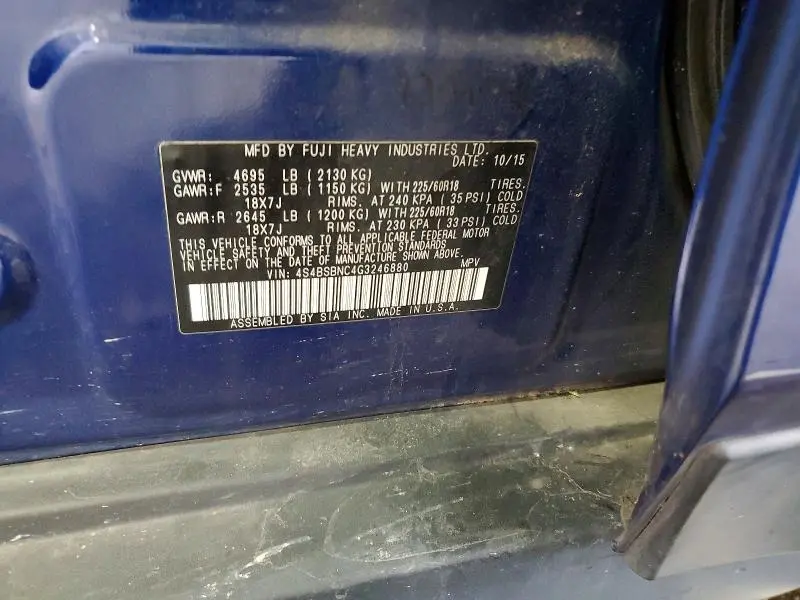 MFD BY FUJI HEAVY INDUSTRIES LTD.
DATE: 10/15
GVWR: 4695 LB ( 2130 KG)
GAWR:F 2535 LB ( 1150 KG) WITH 225/60R18 TIRES.
18X7J RIMS. AT 240 KPA ( 35 PSI) COLD
GAWR:R 2645 LB ( 1200 KG) WITH 225/60R18 TIRES.
18X7J RIMS. AT 230 KPA ( 33 PSI) COLD
THIS VEHICLE CONFORMS TO ALL APPLICABLE FEDERAL MOTOR
VEHICLE SAFETY AND THEFT PREVENTION STANDARDS
IN EFFECT ON THE DATE OF MANUFACTURE SHOWN ABOVE.
VIN: 4S4BSBNC4G3246880 MPV
ASSEMBLED BY SIA INC. MADE IN U.S.A.